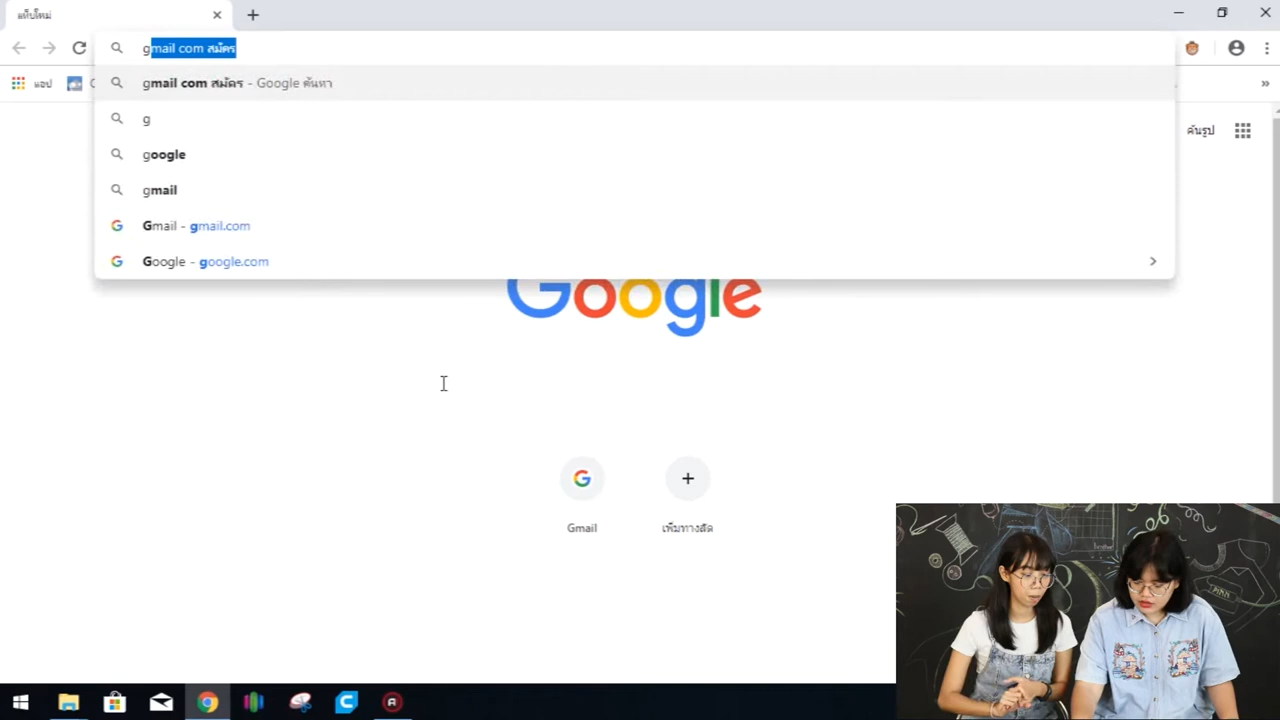 แท็บใหม่
gmail com สมัคร
แอป
gmail com สมัคร - Google ค้นหา
g
google
gmail
Gmail - gmail.com
Google - google.com
ค้นรูป
Google
Gmail
เพิ่มทางลัด